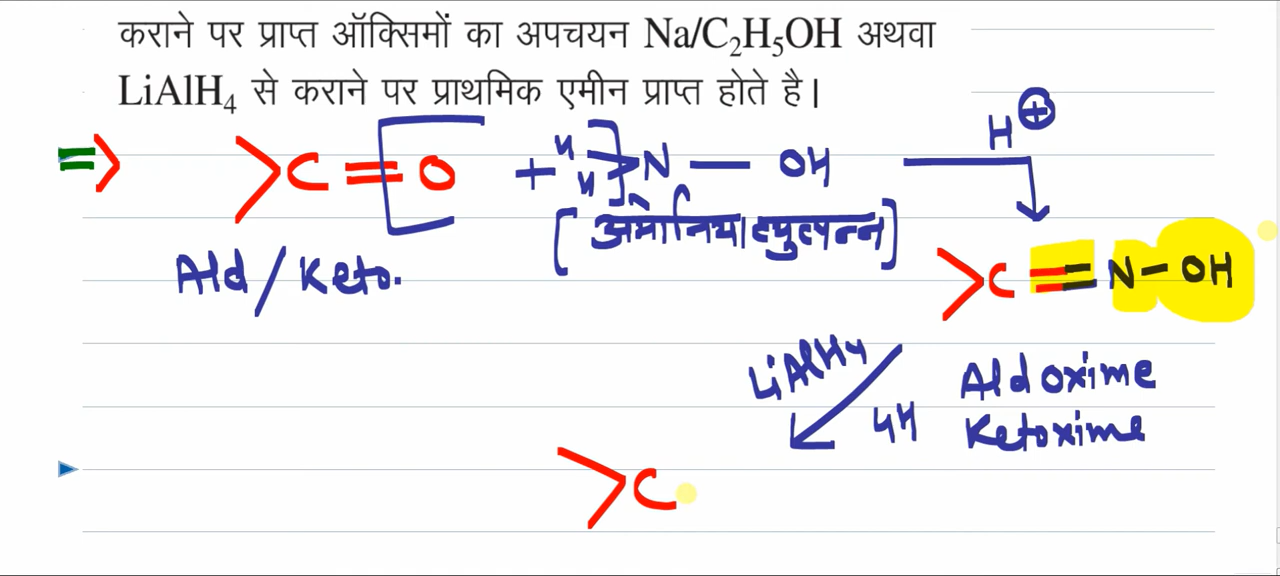 कराने पर प्राप्त ऑक्सिमों का अपचयन Na/C₂H₅OH अथवा
LiAlH₄ से कराने पर प्राथमिक एमीन प्राप्त होते है।
=> >C=O + H H >N—OH H⊕
[अमोनिया व्युत्पन्न]
Ald/Keto.
>C==N-OH
LiAlH4 4H
Aldoxime
Ketoxime
>C